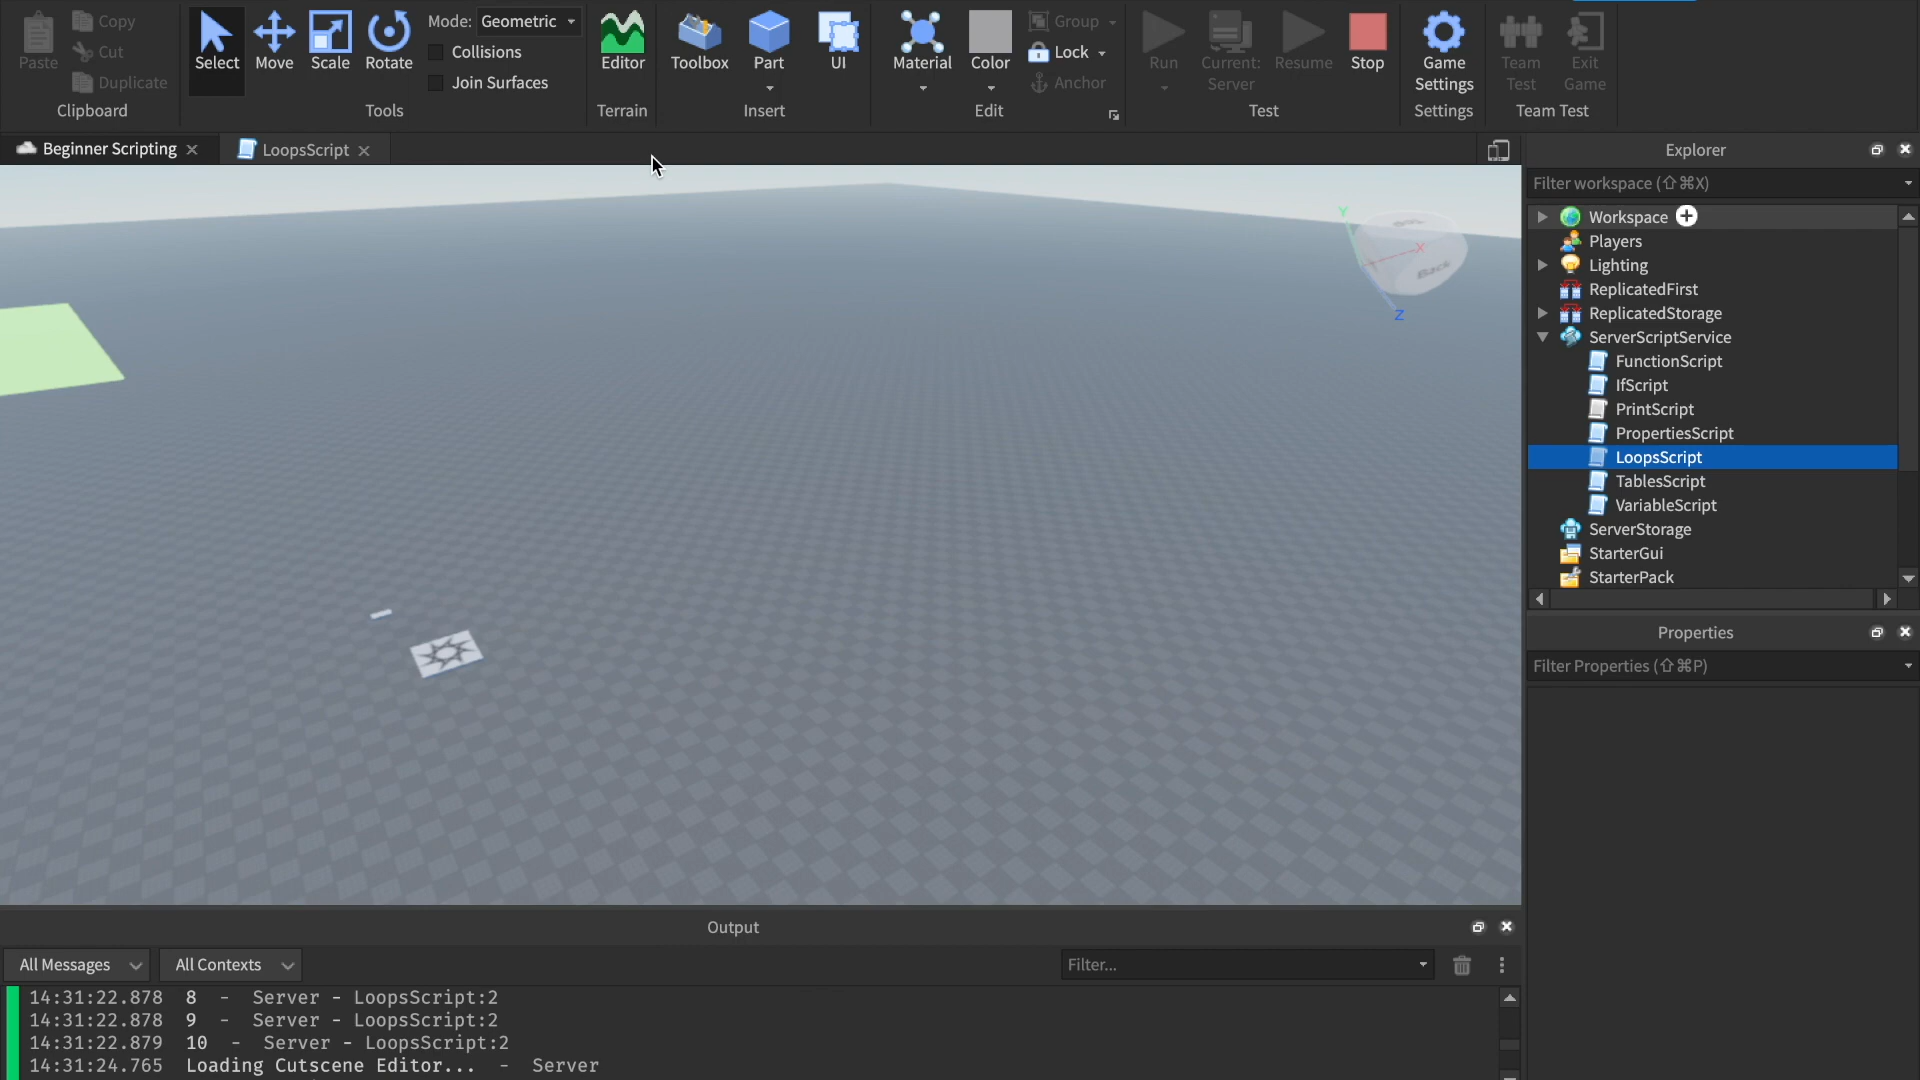 Paste
Copy
Cut
Duplicate
Clipboard
Select
Move
Scale
Rotate
Mode: Geometric
Collisions
Join Surfaces
Tools
Editor
Terrain
Toolbox
Part
UI
Insert
Material
Color
Group
Lock
Anchor
Edit
Run
Current:
Server
Resume
Stop
Test
Game
Settings
Settings
Team
Test
Exit
Game
Team Test
Beginner Scripting
LoopsScript
Explorer
Filter workspace (⇧⌘X)
Workspace
Players
Lighting
ReplicatedFirst
ReplicatedStorage
ServerScriptService
FunctionScript
IfScript
PrintScript
PropertiesScript
LoopsScript
TablesScript
VariableScript
ServerStorage
StarterGui
StarterPack
Properties
Filter Properties (⇧⌘P)
Y
X
Z
Back
Output
All Messages
All Contexts
Filter...
14:31:22.878 8 - Server - LoopsScript:2
14:31:22.878 9 - Server - LoopsScript:2
14:31:22.879 10 - Server - LoopsScript:2
14:31:24.765 Loading Cutscene Editor... - Server